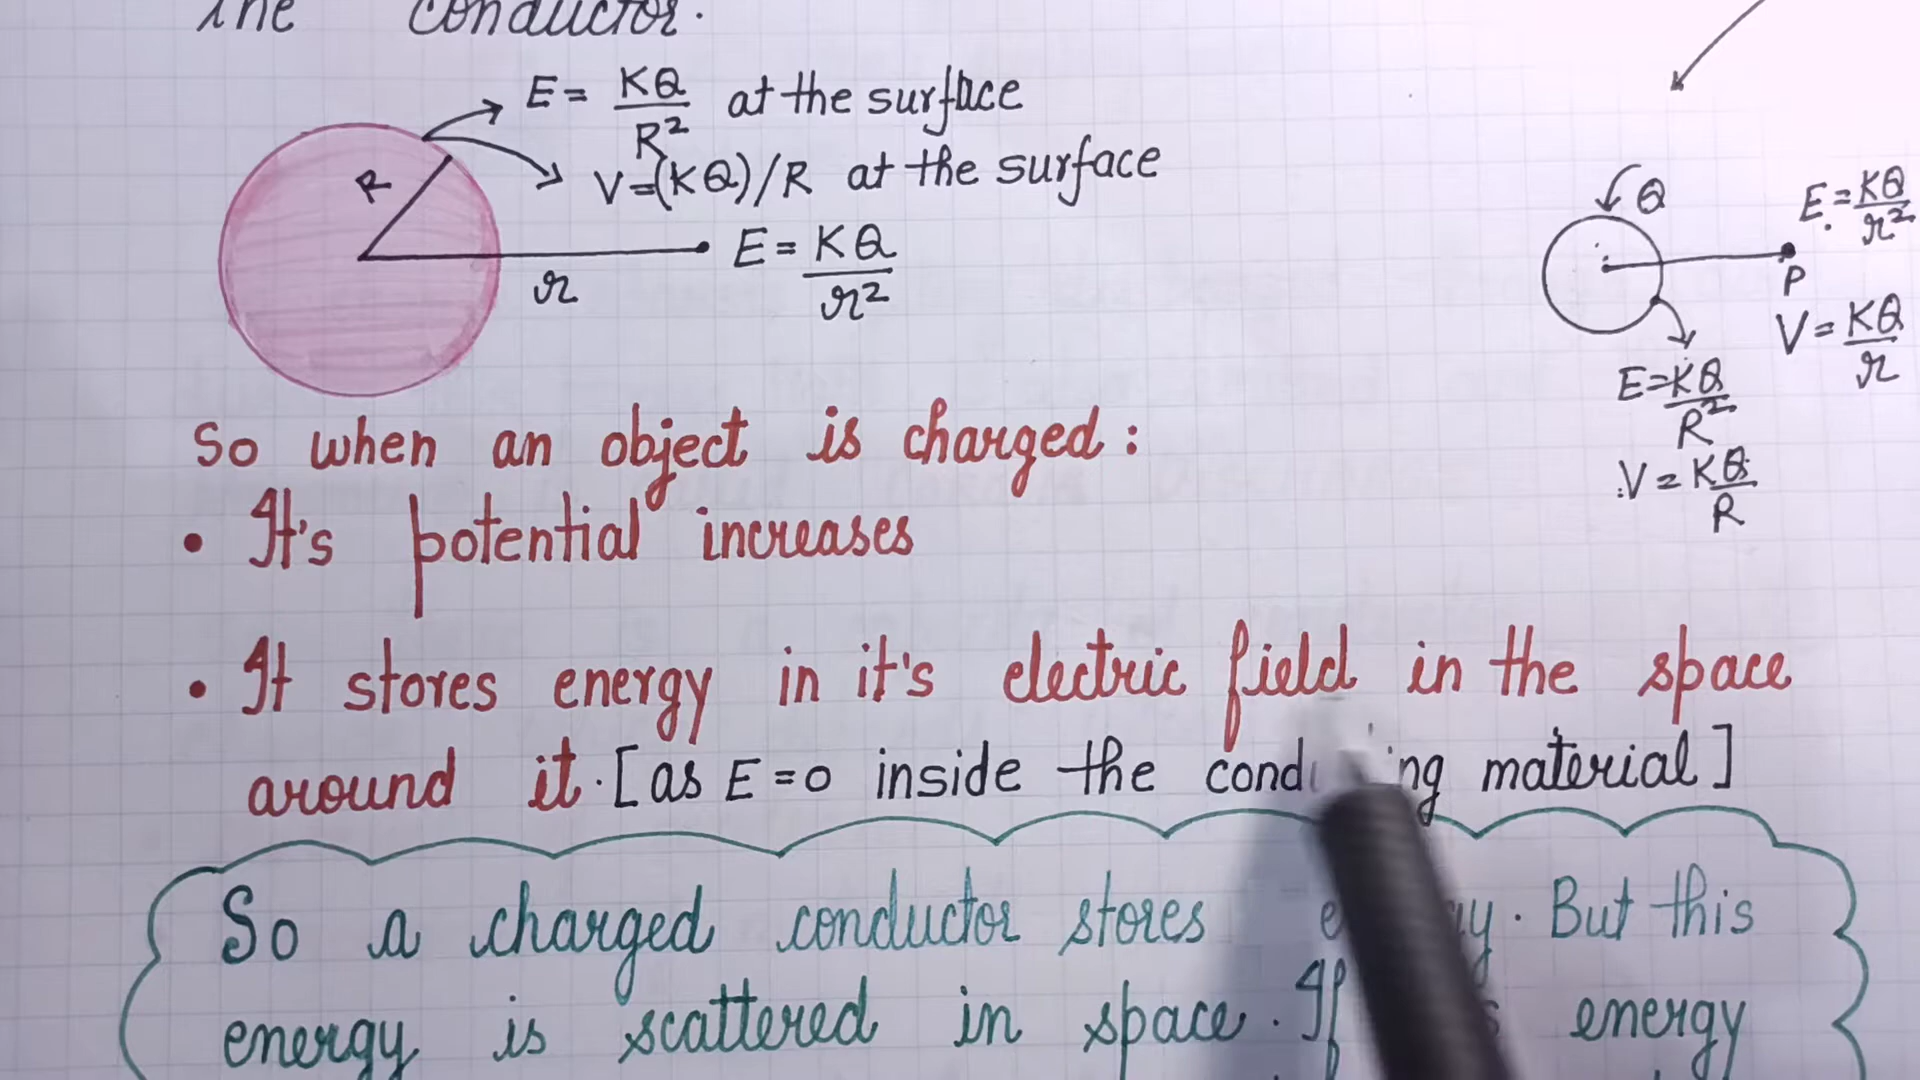 the conductor.
E = KQ/R² at the surface
V=(KQ)/R at the surface
R
r
E = KQ/r²
Q
E = KQ/r²
P
V = KQ/r
E = KQ/R²
V = KQ/R
So when an object is charged:
• It's potential increases
• It stores energy in it's electric field in the space
around it. [as E = 0 inside the material]
So a charged conductor stores . But this
energy is scattered in space. If energy